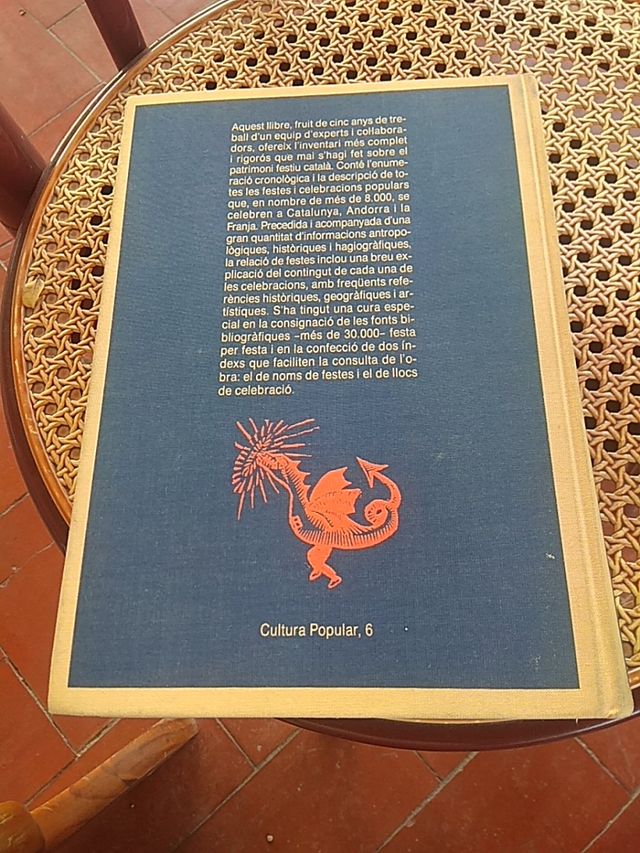 Aquest llibre, fruit de cinc anys de tre-
ball d'un equip d'experts i col·labora-
dors, ofereix l'inventari més complet
i rigorós que mai s'hagi fet sobre el
patrimoni festiu català. Conté l'enume-
ració cronològica i la descripció de to-
tes les festes i celebracions populars
que, en nombre de més de 8.000, se
celebren a Catalunya, Andorra i la
Franja. Precedida i acompanyada d'una
gran quantitat d'informacions antropo-
lògiques, històriques i hagiogràfiques,
la relació de festes inclou una breu ex-
plicació del contingut de cada una de
les celebracions, amb freqüents refe-
rències històriques, geogràfiques i ar-
tístiques. S'ha tingut una cura espe-
cial en la consignació de les fonts bi-
bliogràfiques –més de 30.000– festa
per festa i en la confecció de dos ín-
dexs que faciliten la consulta de l'o-
bra: el de noms de festes i el de llocs
de celebració.
Cultura Popular, 6